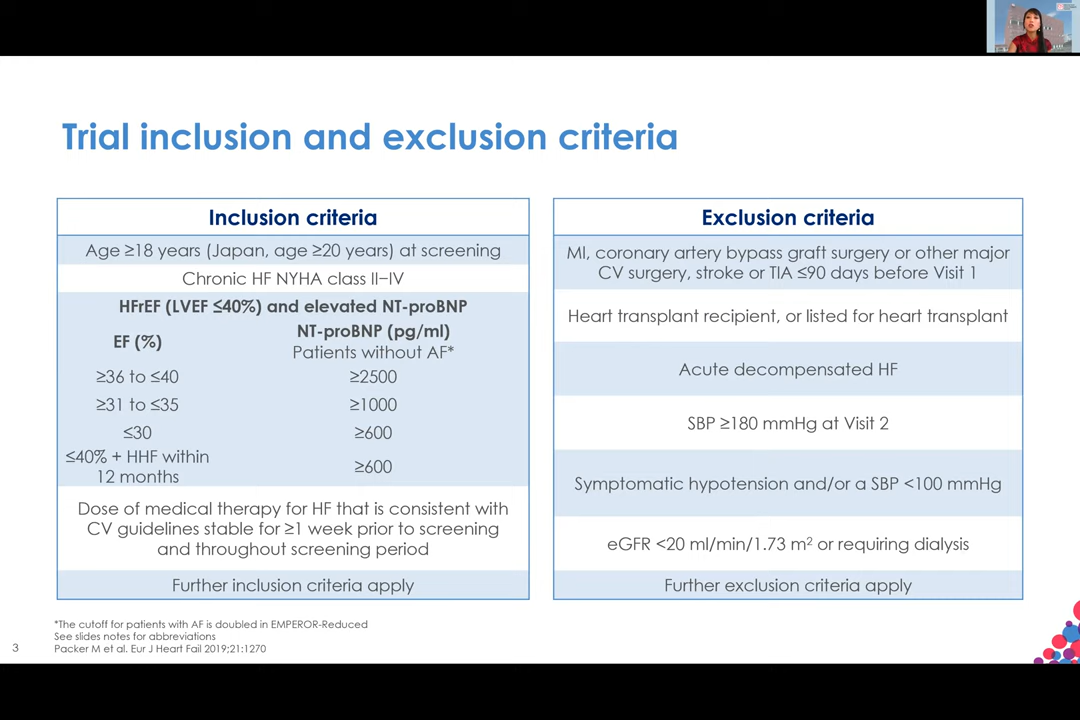 Trial inclusion and exclusion criteria
Inclusion criteria
Age ≥18 years (Japan, age ≥20 years) at screening
Chronic HF NYHA class II–IV
HFrEF (LVEF ≤40%) and elevated NT-proBNP
EF (%)
NT-proBNP (pg/ml)
Patients without AF*
≥36 to ≤40
≥2500
≥31 to ≤35
≥1000
≤30
≥600
≤40% + HHF within
12 months
≥600
Dose of medical therapy for HF that is consistent with
CV guidelines stable for ≥1 week prior to screening
and throughout screening period
Further inclusion criteria apply
Exclusion criteria
MI, coronary artery bypass graft surgery or other major
CV surgery, stroke or TIA ≤90 days before Visit 1
Heart transplant recipient, or listed for heart transplant
Acute decompensated HF
SBP ≥180 mmHg at Visit 2
Symptomatic hypotension and/or a SBP <100 mmHg
eGFR <20 ml/min/1.73 m² or requiring dialysis
Further exclusion criteria apply
*The cutoff for patients with AF is doubled in EMPEROR-Reduced
See slides notes for abbreviations
3
Packer M et al. Eur J Heart Fail 2019;21:1270